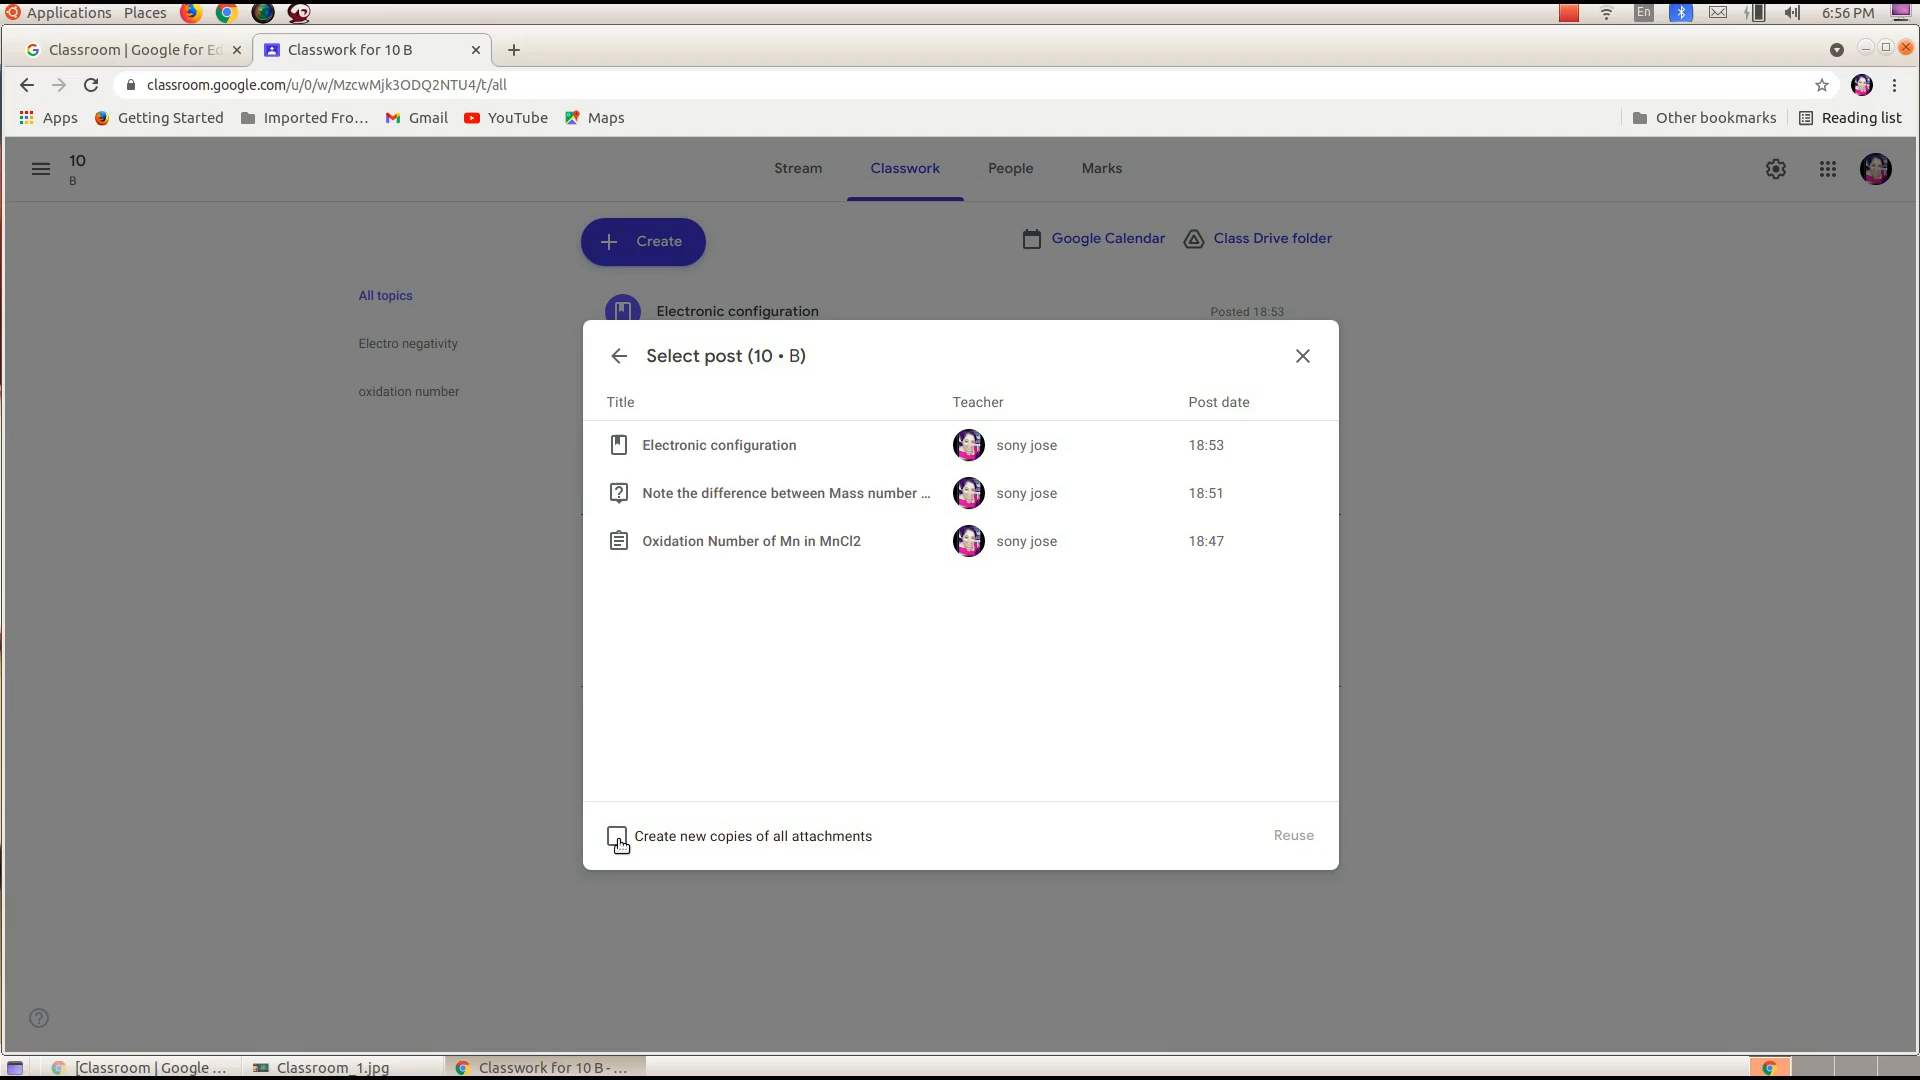 Applications Places En 6:56 PM
Classroom | Google for Ed Classwork for 10 B
classroom.google.com/u/0/w/MzcwMjk3ODQ2NTU4/t/all
Apps Getting Started Imported Fro... Gmail YouTube Maps Other bookmarks Reading list
10
B
Stream Classwork People Marks
Create Google Calendar Class Drive folder
All topics
Electronic configuration Posted 18:53
Electro negativity
oxidation number
Select post (10 • B)
Title Teacher Post date
Electronic configuration sony jose 18:53
Note the difference between Mass number ... sony jose 18:51
Oxidation Number of Mn in MnCl2 sony jose 18:47
Create new copies of all attachments Reuse
[Classroom | Google ... Classroom_1.jpg Classwork for 10 B - ...